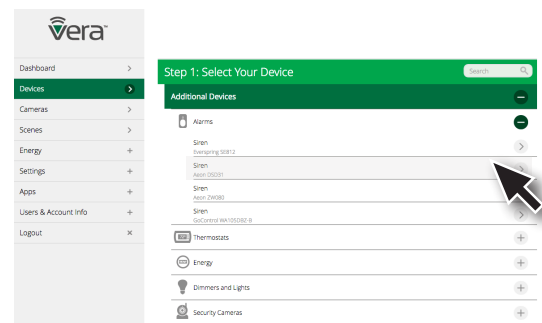 vera
Dashboard
Devices
Cameras
Scenes
Energy
Settings
Apps
Users & Account Info
Logout
Step 1: Select Your Device
Search
Additional Devices
Alarms
Siren
Everspring SE812
Siren
Aeon DSD31
Siren
Aeon ZW080
Siren
GoControl WA105DBZ-B
Thermostats
Energy
Dimmers and Lights
Security Cameras